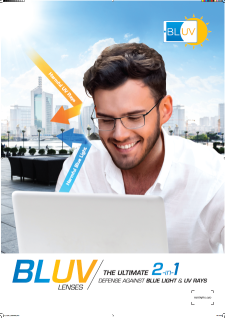 BLUV
Harmful UV Rays
Harmful Blue Light
BLUV
LENSES
THE ULTIMATE 2-in-1
DEFENSE AGAINST BLUE LIGHT & UV RAYS